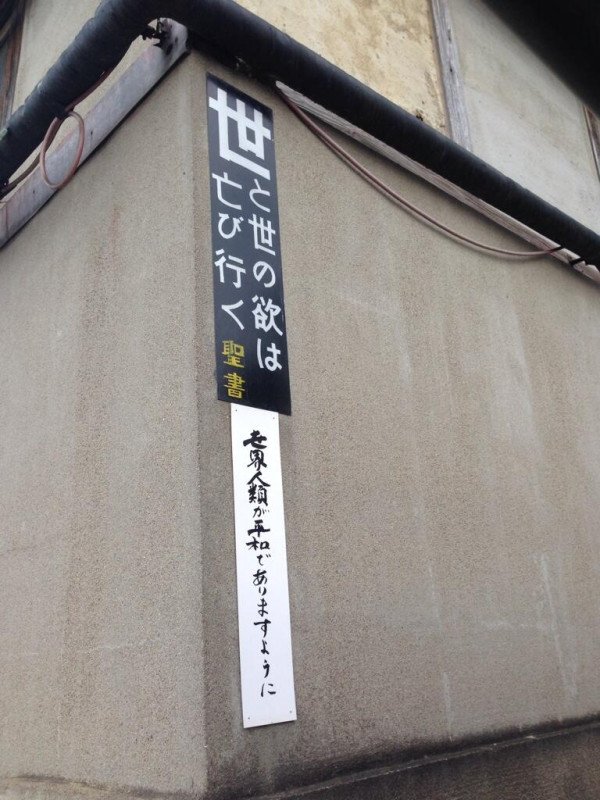 世と世の欲は
亡び行く
聖書
世界人類が平和でありますように